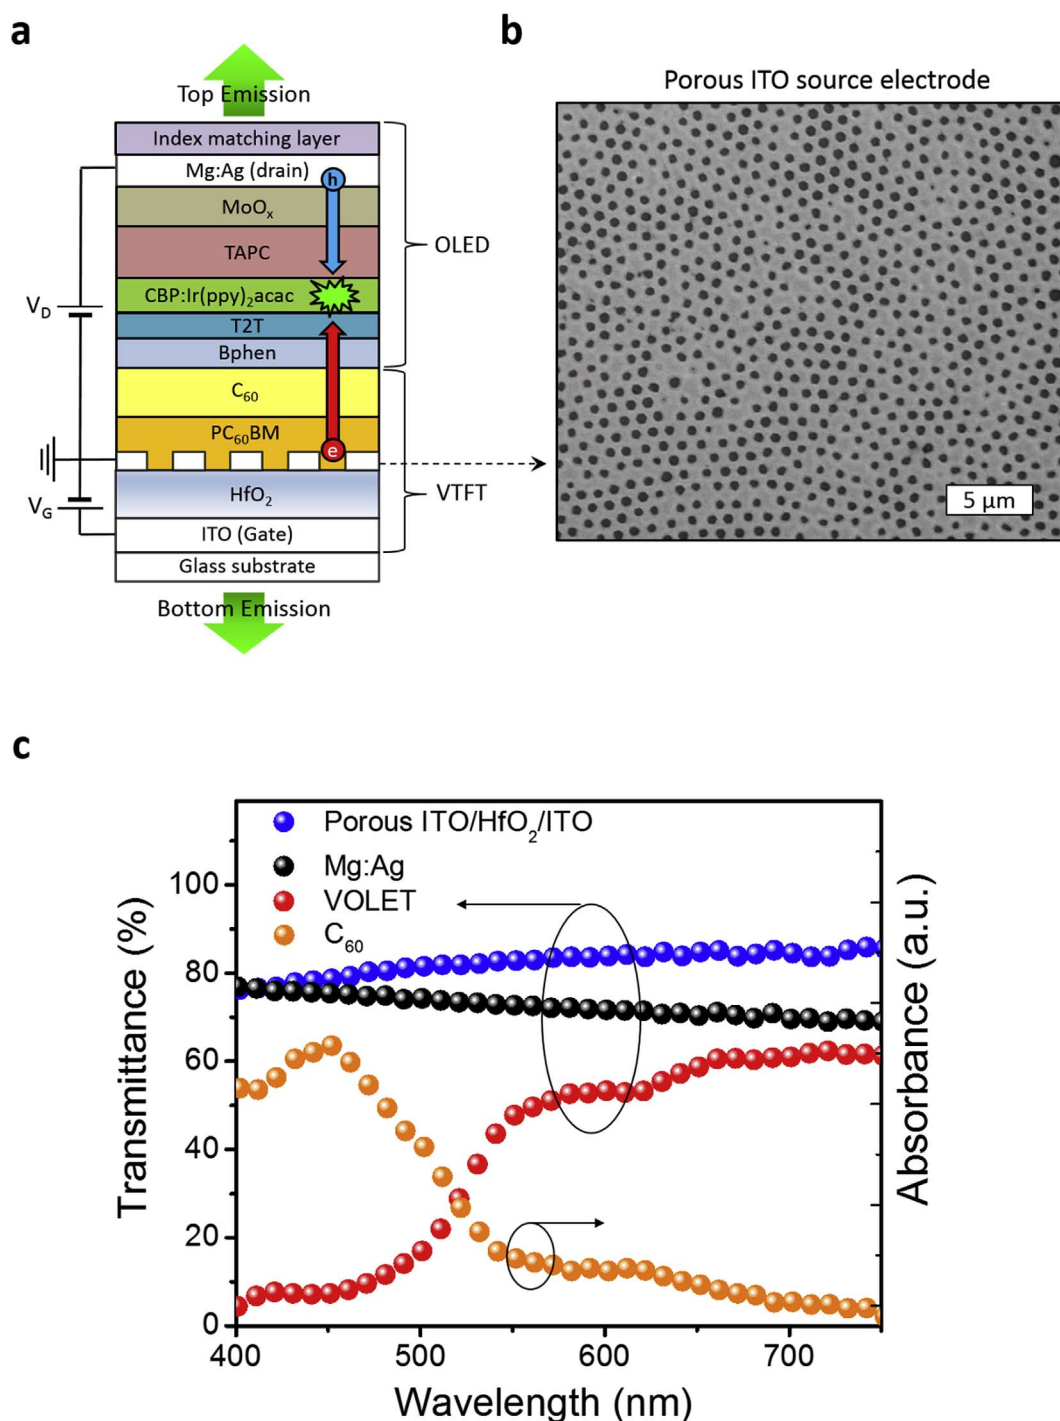 a
Top Emission
Index matching layer
Mg:Ag (drain)
h
MoOₓ
TAPC
OLED
CBP:Ir(ppy)₂acac
V_D
T2T
Bphen
C₆₀
PC₆₀BM
e
VTFT
HfO₂
V_G
ITO (Gate)
Glass substrate
Bottom Emission
b
Porous ITO source electrode
5 µm
c
Porous ITO/HfO₂/ITO
Mg:Ag
VOLET
C₆₀
Transmittance (%)
100
80
60
40
20
0
Absorbance (a.u.)
400
500
600
700
Wavelength (nm)